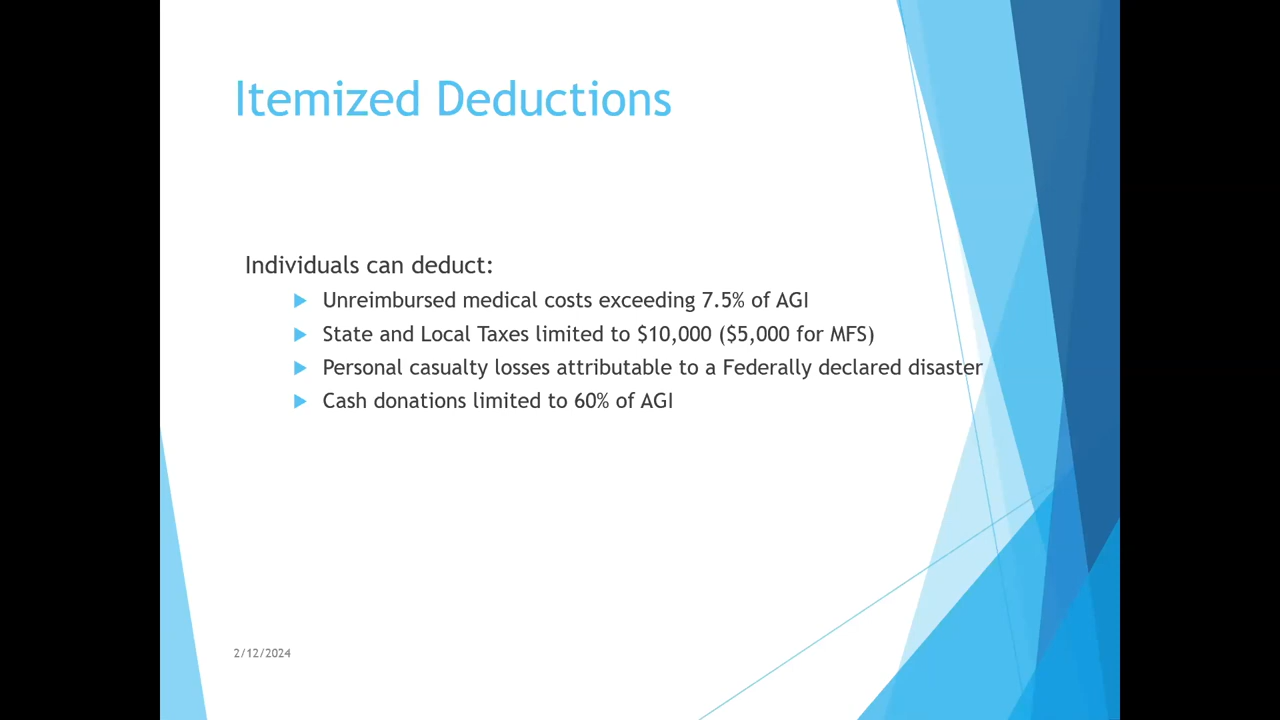 Itemized Deductions
Individuals can deduct:
Unreimbursed medical costs exceeding 7.5% of AGI
State and Local Taxes limited to $10,000 ($5,000 for MFS)
Personal casualty losses attributable to a Federally declared disaster
Cash donations limited to 60% of AGI
2/12/2024